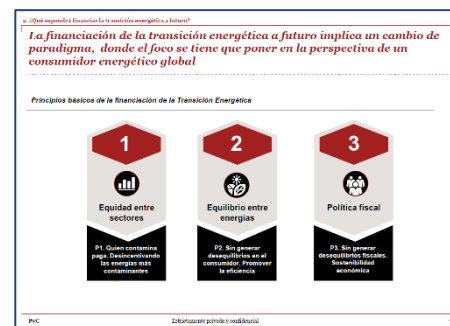 2. ¿Qué supondrá financiar la transición energética a futuro?
La financiación de la transición energética a futuro implica un cambio de
paradigma, donde el foco se tiene que poner en la perspectiva de un
consumidor energético global
Principios básicos de la financiación de la Transición Energética
1
Equidad entre
sectores
P1. Quien contamina
paga. Desincentivando
las energías más
contaminantes
2
Equilibrio entre
energías
P2. Sin generar
desequilibrios en el
consumidor. Promover
la eficiencia
3
Política fiscal
P3. Sin generar
desequilibrios fiscales.
Sostenibilidad
económica
PwC
Estrictamente privado y confidencial